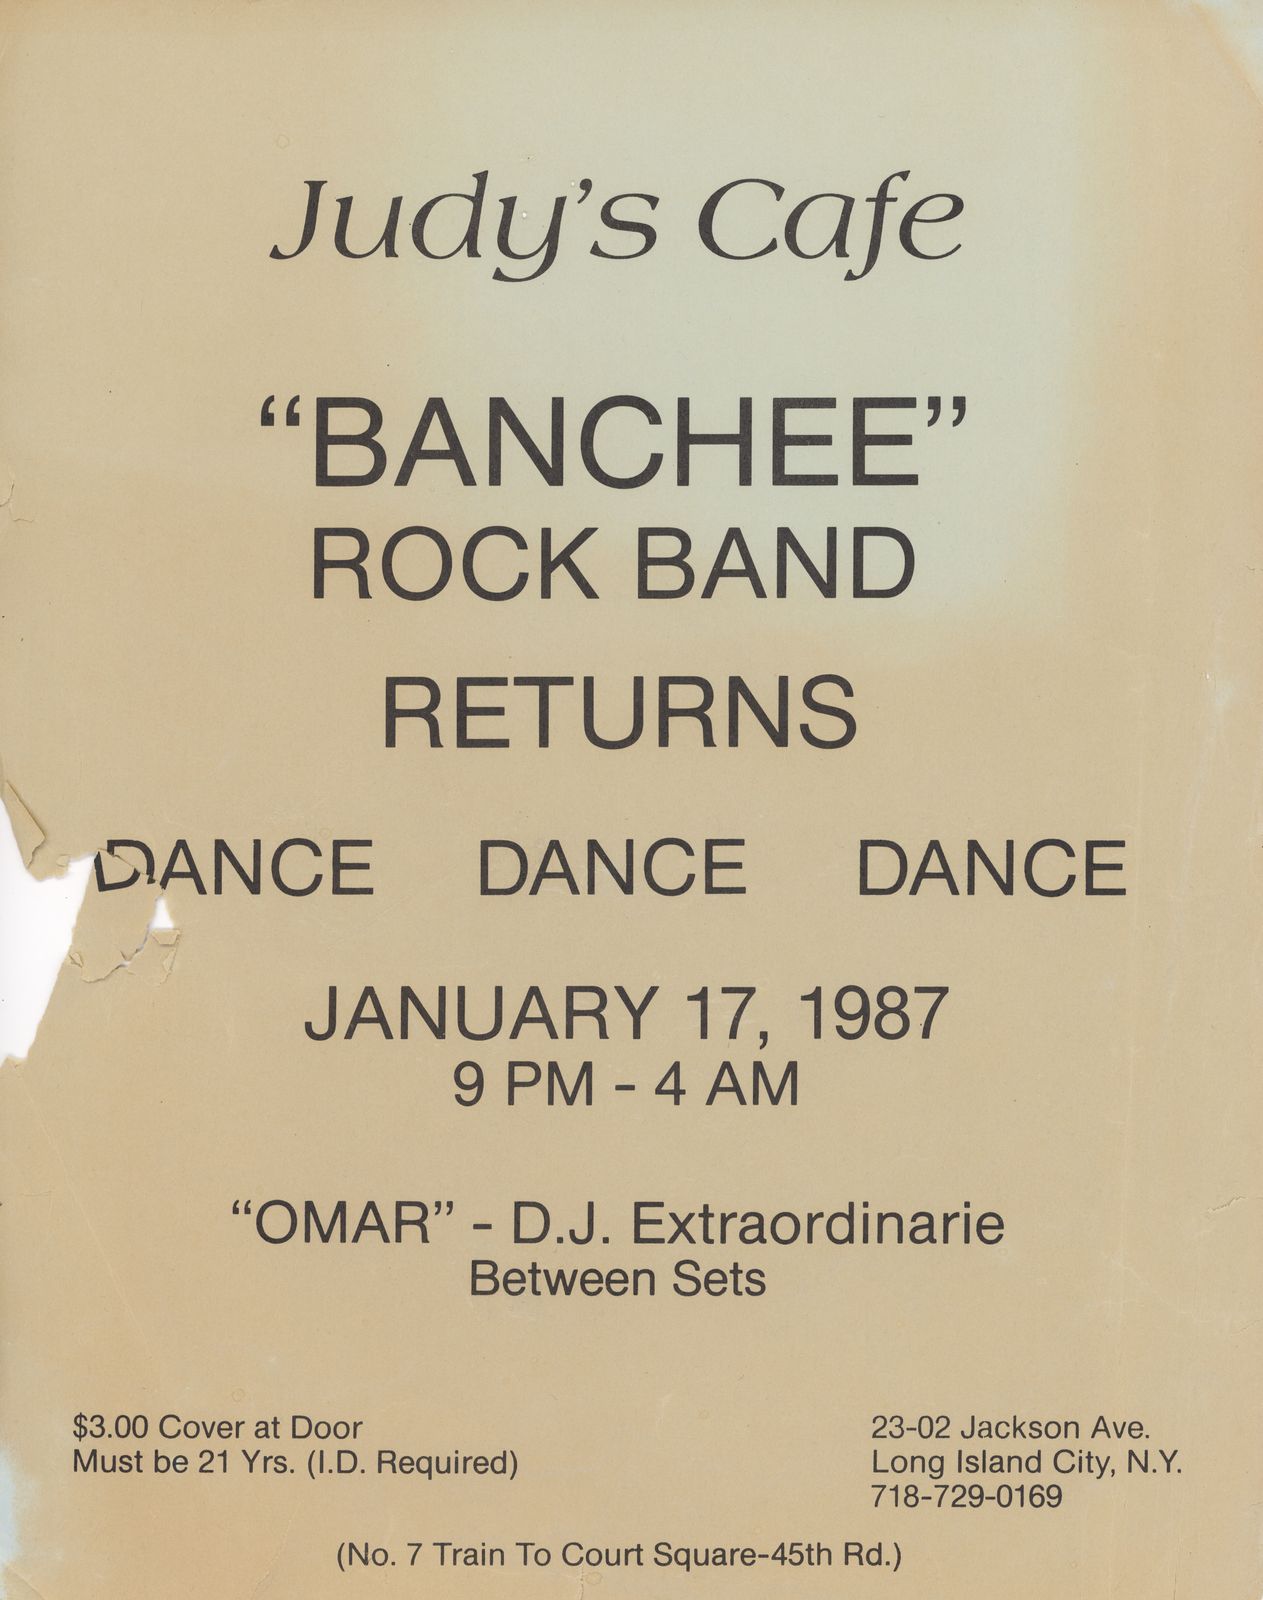 Judy's Cafe
“BANCHEE”
ROCK BAND
RETURNS
DANCE DANCE DANCE
JANUARY 17, 1987
9 PM - 4 AM
“OMAR” - D.J. Extraordinarie
Between Sets
$3.00 Cover at Door
Must be 21 Yrs. (I.D. Required)
23-02 Jackson Ave.
Long Island City, N.Y.
718-729-0169
(No. 7 Train To Court Square-45th Rd.)